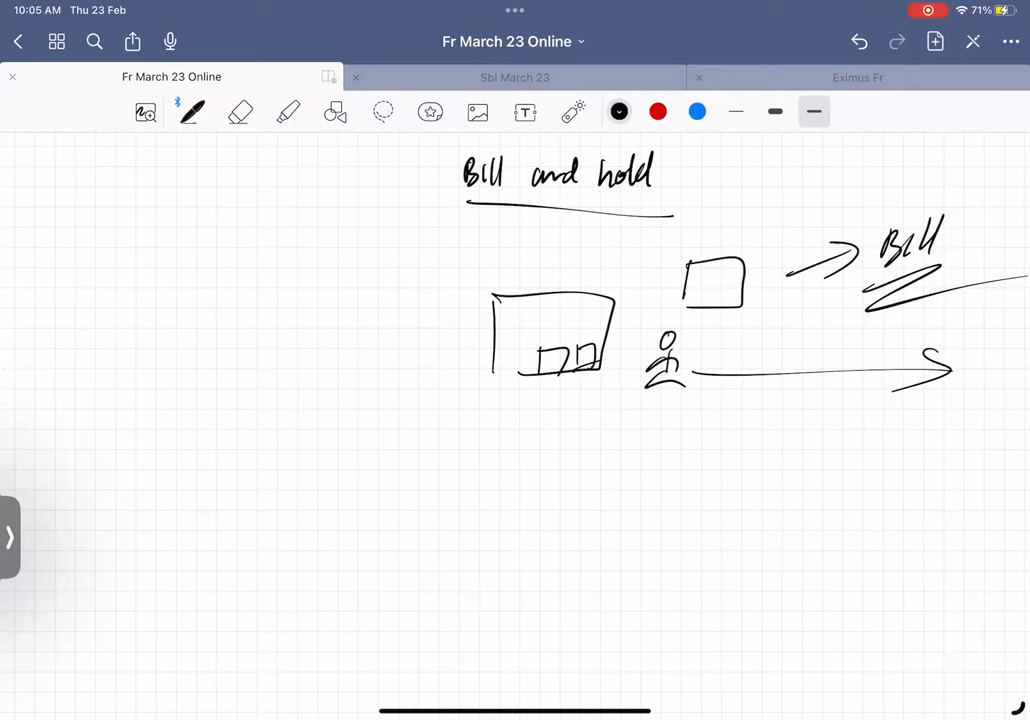 10:05 AM Thu 23 Feb
71%
Fr March 23 Online
Fr March 23 Online
Sbl March 23
Eximus Fr
T
Bill and hold
Bill